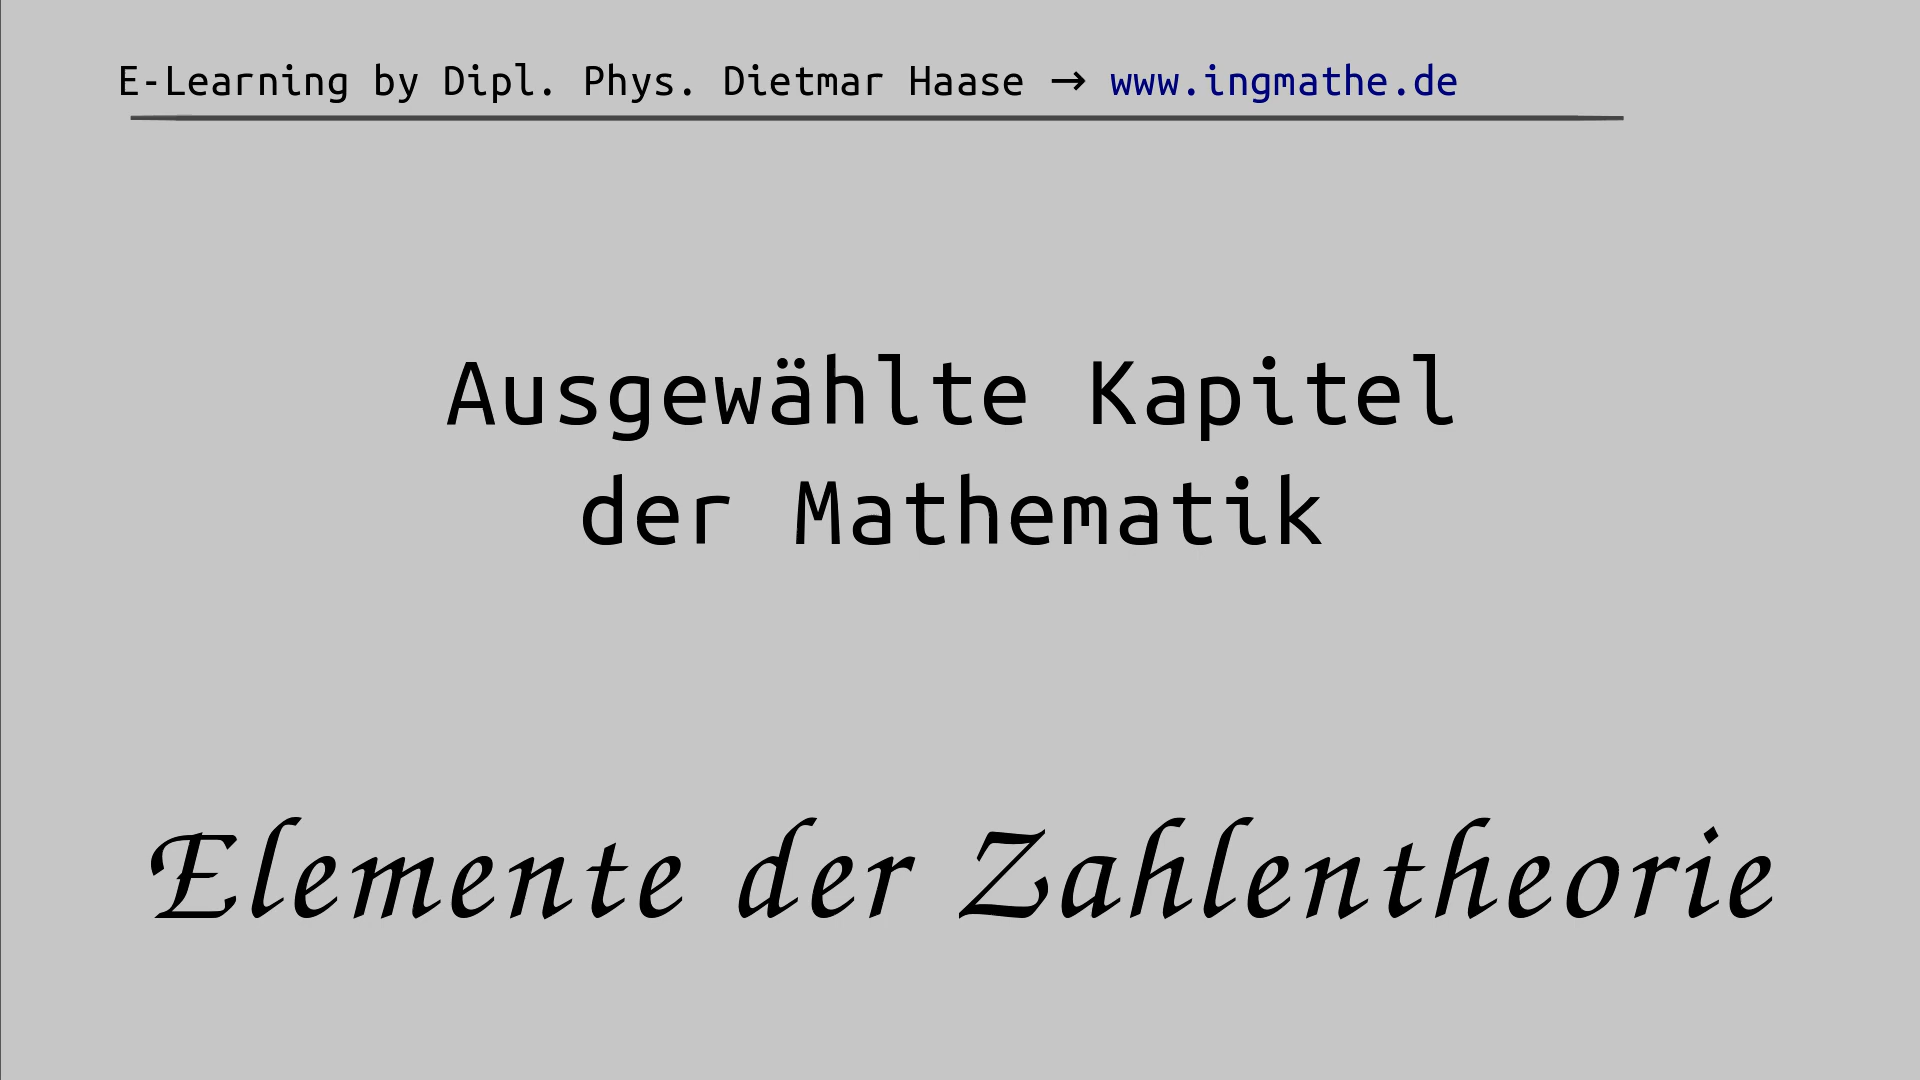 E-Learning by Dipl. Phys. Dietmar Haase → www.ingmathe.de
Ausgewählte Kapitel
der Mathematik
Elemente der Zahlentheorie